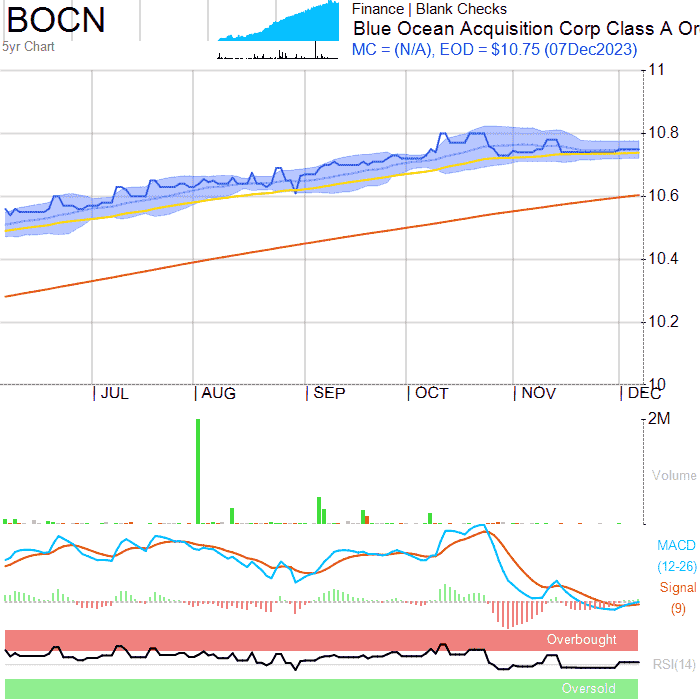 BOCN
5yr Chart
Finance | Blank Checks
Blue Ocean Acquisition Corp Class A Or
MC = (N/A), EOD = $10.75 (07Dec2023)
11
10.8
10.6
10.4
10.2
10
JUL
AUG
SEP
OCT
NOV
DEC
2M
Volume
MACD
(12-26)
Signal
(9)
Overbought
RSI(14)
Oversold